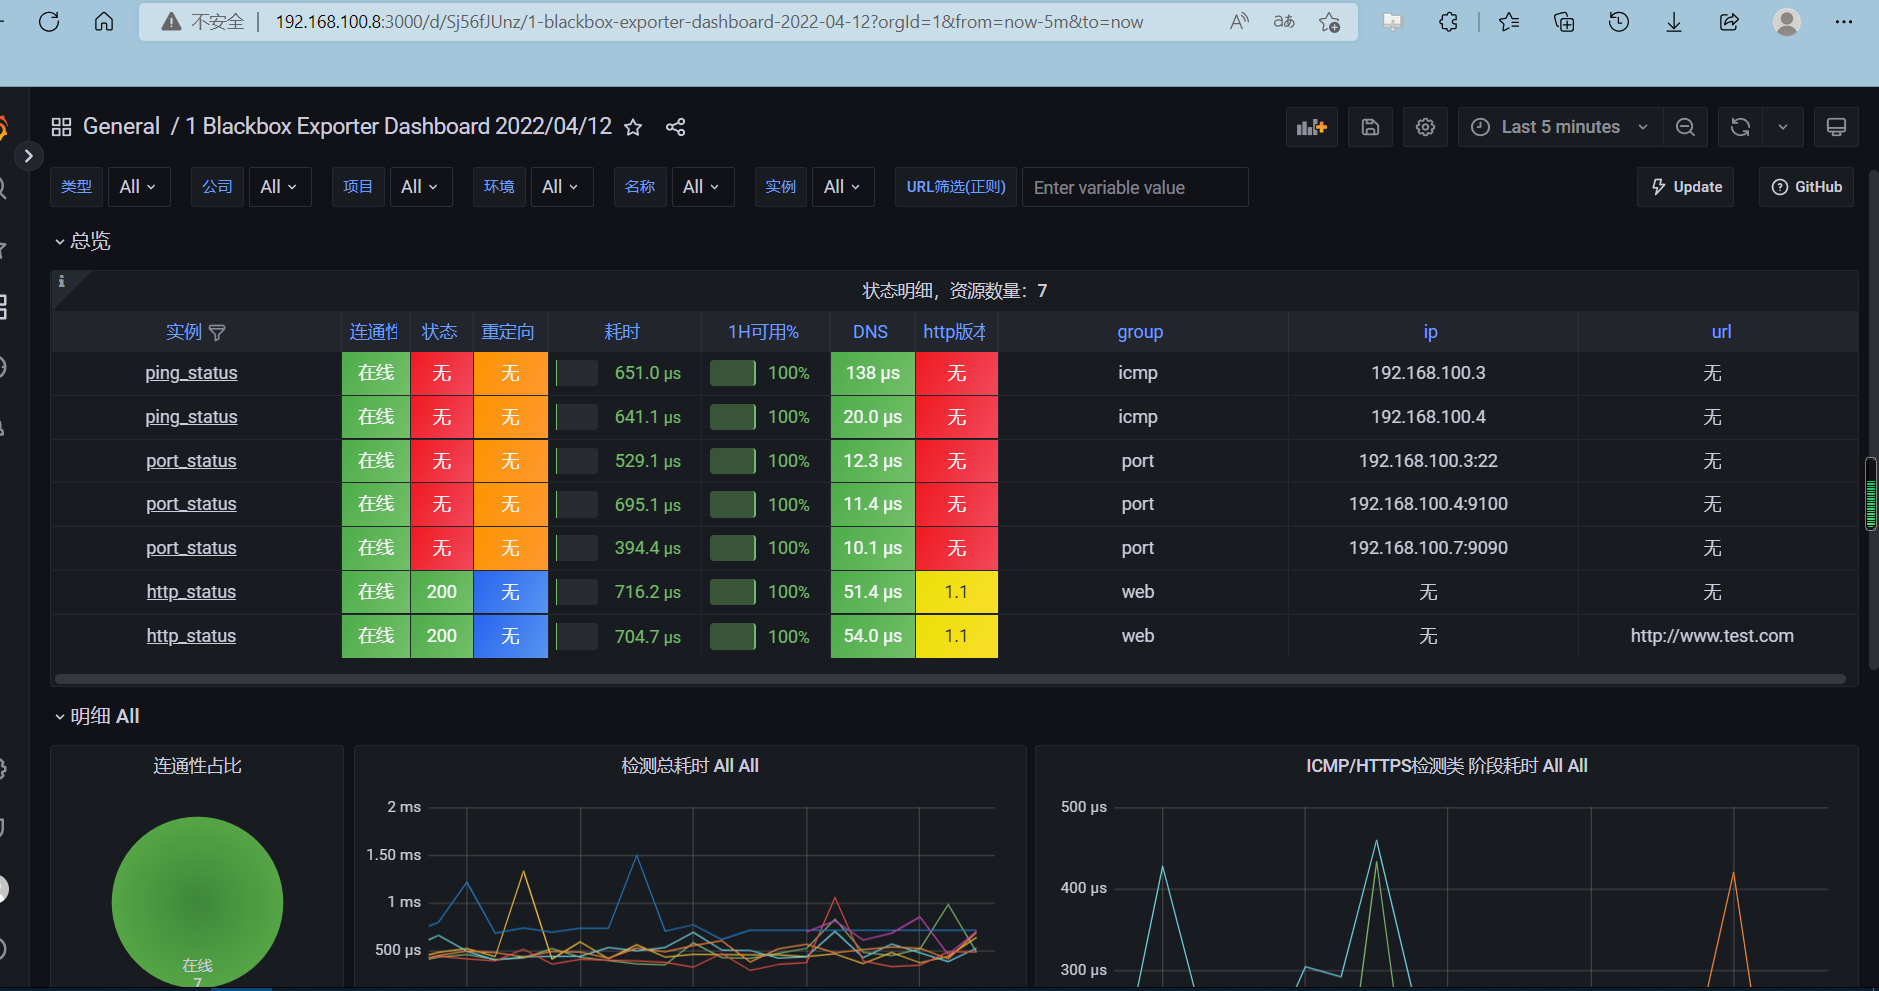 不安全 | 192.168.100.8:3000/d/Sj56fJUnz/1-blackbox-exporter-dashboard-2022-04-12?orgId=1&from=now-5m&to=now
General / 1 Blackbox Exporter Dashboard 2022/04/12
Last 5 minutes
类型 All 公司 All 项目 All 环境 All 名称 All 实例 All URL筛选(正则) Enter variable value Update GitHub
总览
状态明细，资源数量：7
实例 连通性 状态 重定向 耗时 1H可用% DNS http版本 group ip url
ping_status 在线 无 无 651.0 µs 100% 138 µs 无 icmp 192.168.100.3 无
ping_status 在线 无 无 641.1 µs 100% 20.0 µs 无 icmp 192.168.100.4 无
port_status 在线 无 无 529.1 µs 100% 12.3 µs 无 port 192.168.100.3:22 无
port_status 在线 无 无 695.1 µs 100% 11.4 µs 无 port 192.168.100.4:9100 无
port_status 在线 无 无 394.4 µs 100% 10.1 µs 无 port 192.168.100.7:9090 无
http_status 在线 200 无 716.2 µs 100% 51.4 µs 1.1 web 无 无
http_status 在线 200 无 704.7 µs 100% 54.0 µs 1.1 web 无 http://www.test.com
明细 All
连通性占比
在线
7
检测总耗时 All All
2 ms
1.50 ms
1 ms
500 µs
ICMP/HTTPS检测类 阶段耗时 All All
500 µs
400 µs
300 µs